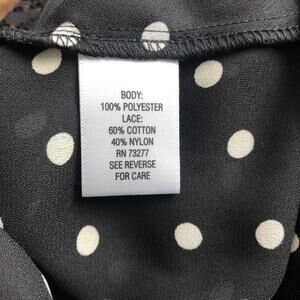 BODY:
100% POLYESTER
LACE:
60% COTTON
40% NYLON
RN 73277
SEE REVERSE
FOR CARE